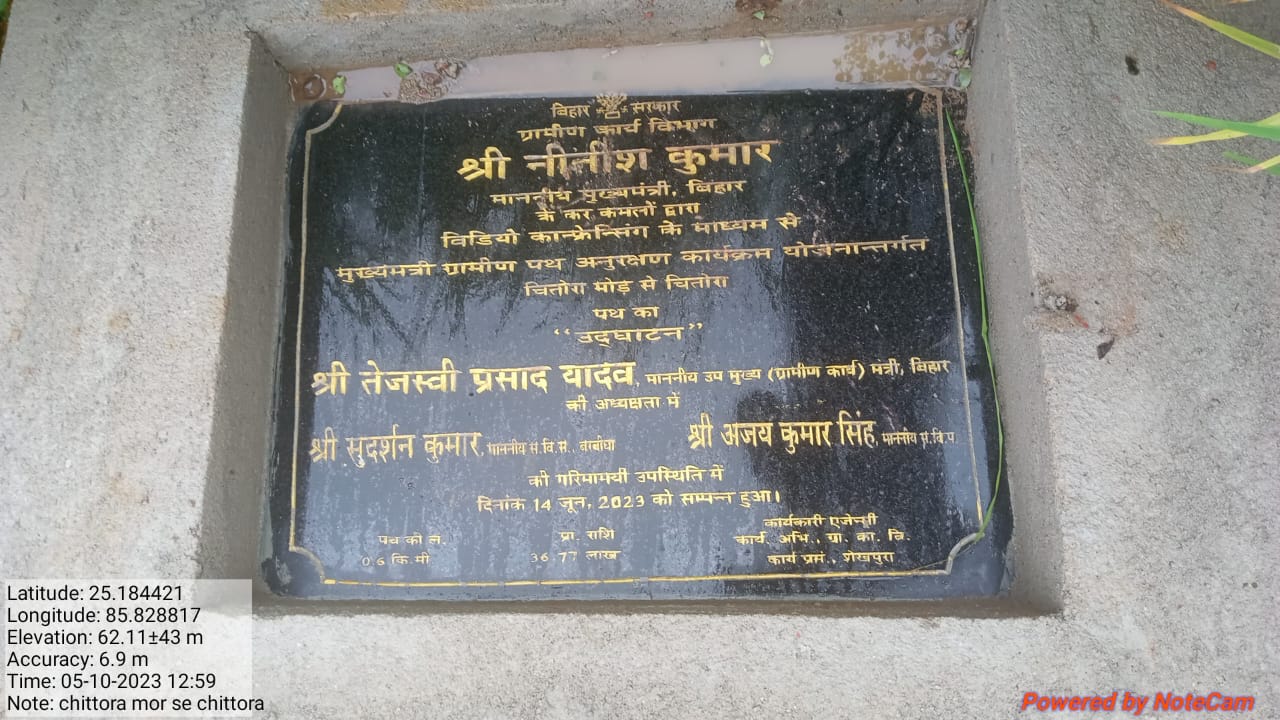 बिहार सरकार
ग्रामीण कार्य विभाग
श्री नीतीश कुमार
माननीय मुख्यमंत्री, बिहार
के कर कमलों द्वारा
विडियो कान्फ्रेन्सिंग के माध्यम से
मुख्यमंत्री ग्रामीण पथ अनुरक्षण कार्यक्रम योजनान्तर्गत
चितोरा मोड़ से चितोरा
पथ का
“उद्घाटन”
श्री तेजस्वी प्रसाद यादव, माननीय उप मुख्य (ग्रामीण कार्य) मंत्री, बिहार
की अध्यक्षता में
श्री सुदर्शन कुमार, माननीय स.वि.स., बरबीघा श्री अजय कुमार सिंह, माननीय स.वि.प.
की गरिमामयी उपस्थिति में
दिनांक 14 जून, 2023 को सम्पन्न हुआ।
पथ की ल. प्रा. राशि कार्यकारी एजेन्सी
0.6 कि.मी 36.77 लाख कार्य. अभि., ग्रा. का. वि.
कार्य प्रमं., शेखपुरा
Latitude: 25.184421
Longitude: 85.828817
Elevation: 62.11±43 m
Accuracy: 6.9 m
Time: 05-10-2023 12:59
Note: chittora mor se chittora
Powered by NoteCam